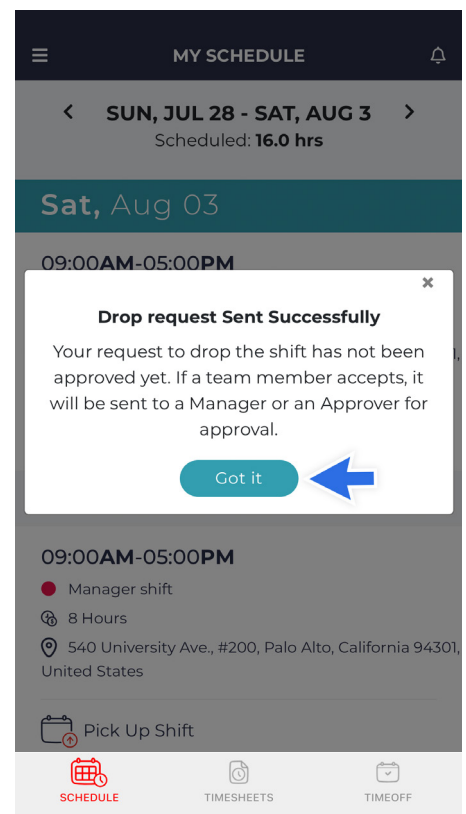 MY SCHEDULE
SUN, JUL 28 - SAT, AUG 3
Scheduled: 16.0 hrs
Sat, Aug 03
09:00AM-05:00PM
Drop request Sent Successfully
Your request to drop the shift has not been
approved yet. If a team member accepts, it
will be sent to a Manager or an Approver for
approval.
Got it
09:00AM-05:00PM
Manager shift
8 Hours
540 University Ave., #200, Palo Alto, California 94301,
United States
Pick Up Shift
SCHEDULE TIMESHEETS TIMEOFF